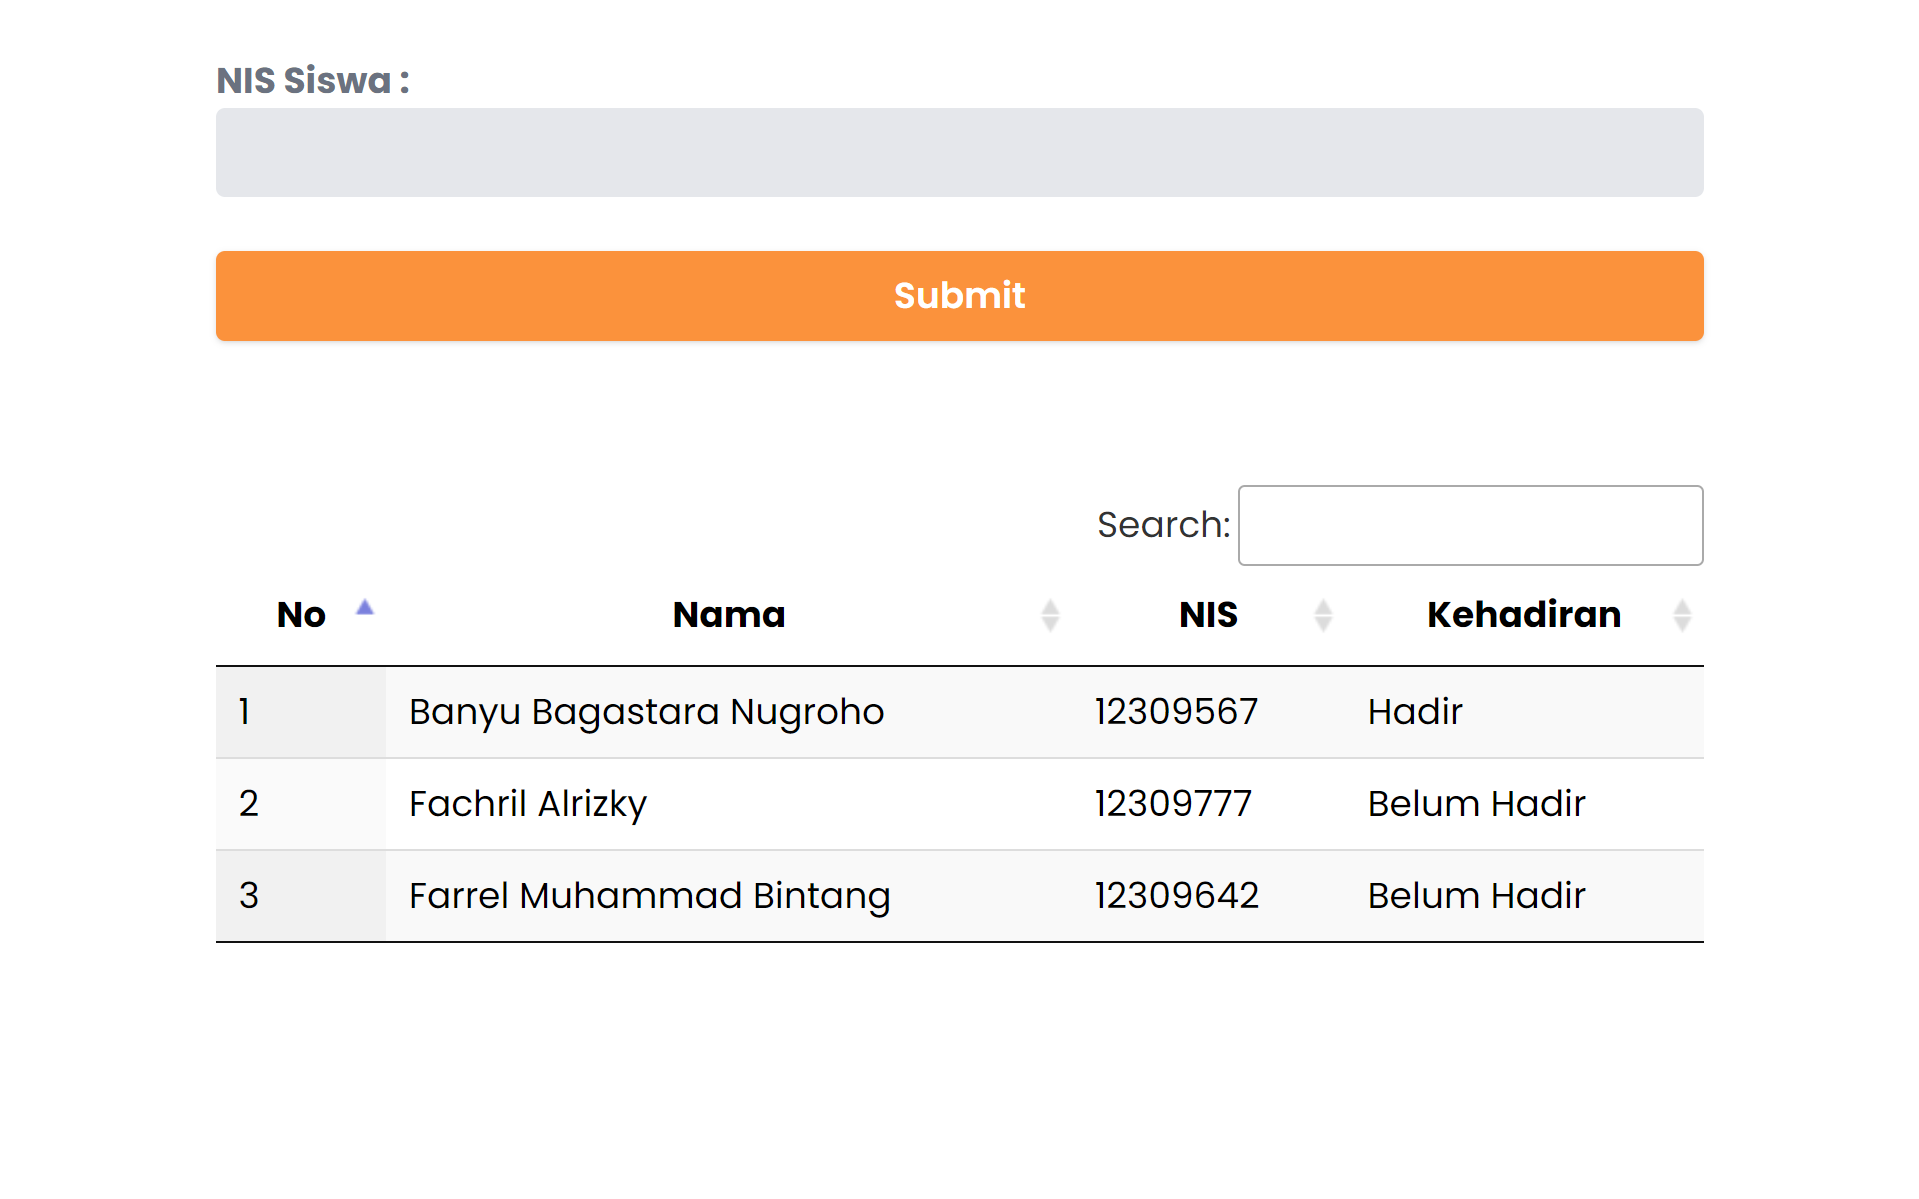 NIS Siswa :
Submit
Search:
No Nama NIS Kehadiran
1 Banyu Bagastara Nugroho 12309567 Hadir
2 Fachril Alrizky 12309777 Belum Hadir
3 Farrel Muhammad Bintang 12309642 Belum Hadir